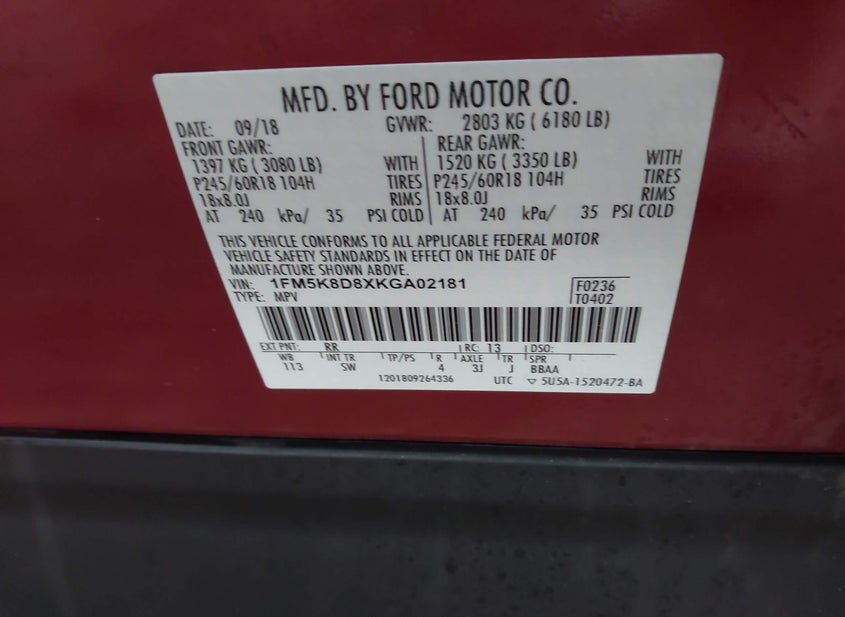 MFD. BY FORD MOTOR CO.
DATE: 09/18 GVWR: 2803 KG ( 6180 LB)
FRONT GAWR: REAR GAWR:
1397 KG ( 3080 LB) WITH 1520 KG ( 3350 LB) WITH
P245/60R18 104H TIRES P245/60R18 104H TIRES
18x8.0J RIMS 18x8.0J RIMS
AT 240 kPa/ 35 PSI COLD AT 240 kPa/ 35 PSI COLD
THIS VEHICLE CONFORMS TO ALL APPLICABLE FEDERAL MOTOR
VEHICLE SAFETY STANDARDS IN EFFECT ON THE DATE OF
MANUFACTURE SHOWN ABOVE.
VIN: 1FM5K8D8XKGA02181 F0236
TYPE: MPV T0402
EXT PNT: RR RC: 13 DSO:
WB INT TR TP/PS R AXLE TR SPR
113 SW 4 3J J BBAA
1201809264336 UTC ▽ 5U5A-1520472-BA